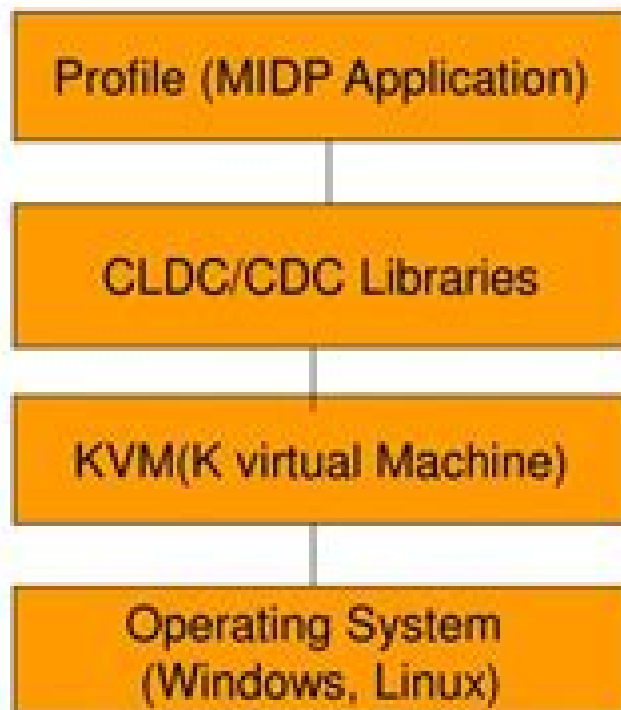 Profile (MIDP Application)
CLDC/CDC Libraries
KVM(K virtual Machine)
Operating System
(Windows, Linux)